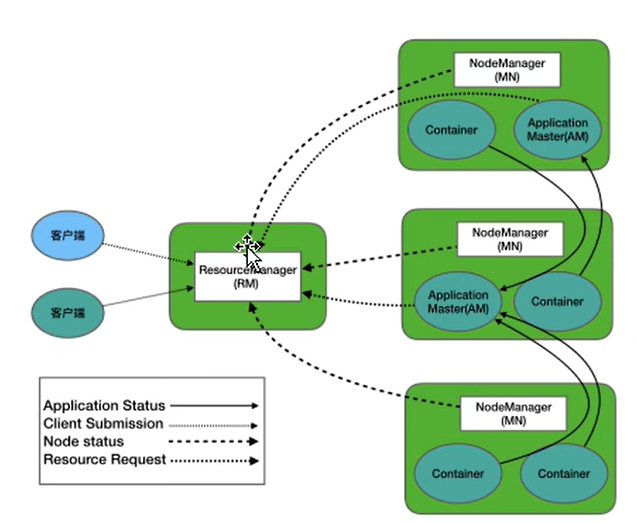 NodeManager
(MN)
Container
Application
Master(AM)
客户端
客户端
ResourceManager
(RM)
NodeManager
(MN)
Application
Master(AM)
Container
NodeManager
(MN)
Container
Container
Application Status
Client Submission
Node status
Resource Request